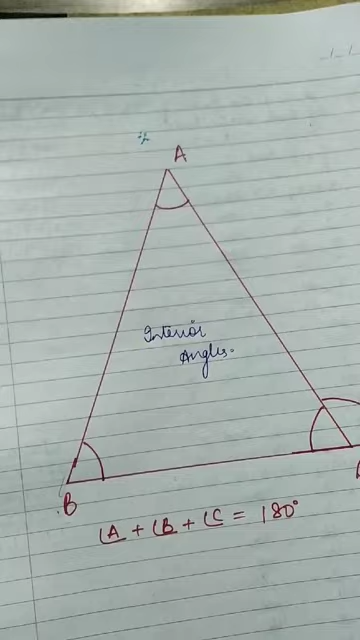 A
Interior
Angles.
B
∠A + ∠B + ∠C = 180°